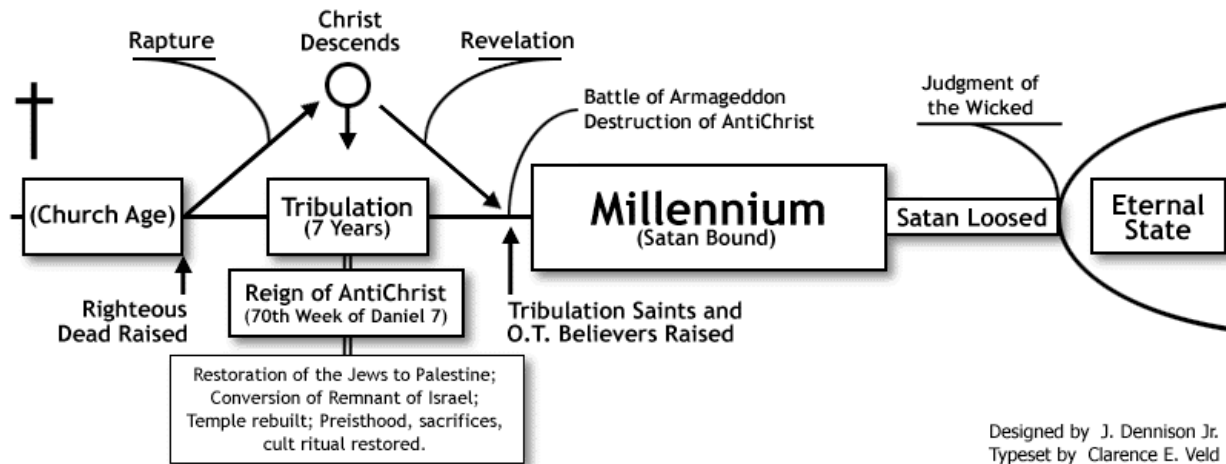 Rapture
Christ
Descends
Revelation
Battle of Armageddon
Destruction of AntiChrist
Judgment of
the Wicked
(Church Age)
Tribulation
(7 Years)
Millennium
(Satan Bound)
Satan Loosed
Eternal
State
Righteous
Dead Raised
Reign of AntiChrist
(70th Week of Daniel 7)
Tribulation Saints and
O.T. Believers Raised
Restoration of the Jews to Palestine;
Conversion of Remnant of Israel;
Temple rebuilt; Preisthood, sacrifices,
cult ritual restored.
Designed by J. Dennison Jr.
Typeset by Clarence E. Veld